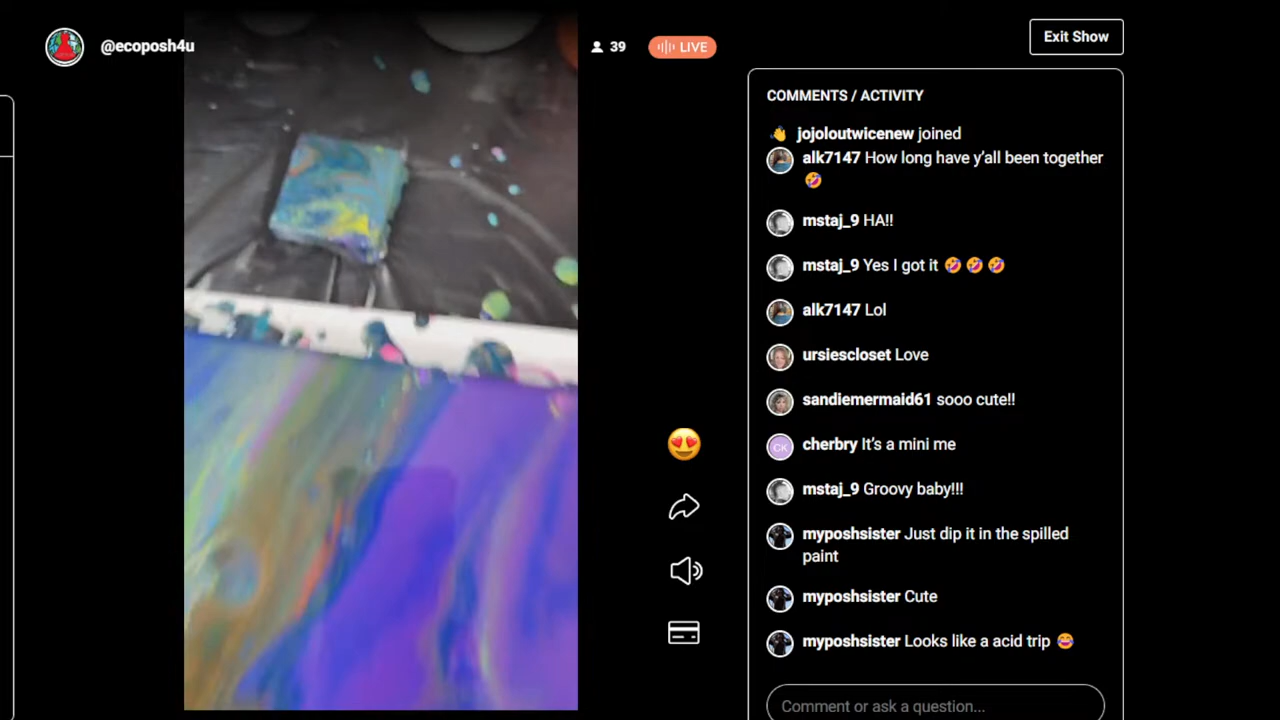 @ecoposh4u
39
LIVE
Exit Show
COMMENTS / ACTIVITY
👋 jojoloutwicenew joined
alk7147 How long have y'all been together
🤣
mstaj_9 HA!!
mstaj_9 Yes I got it 🤣🤣🤣
alk7147 Lol
ursiescloset Love
sandiemermaid61 sooo cute!!
CK
cherbry It's a mini me
mstaj_9 Groovy baby!!!
myposhsister Just dip it in the spilled
paint
myposhsister Cute
myposhsister Looks like a acid trip 😂
Comment or ask a question...